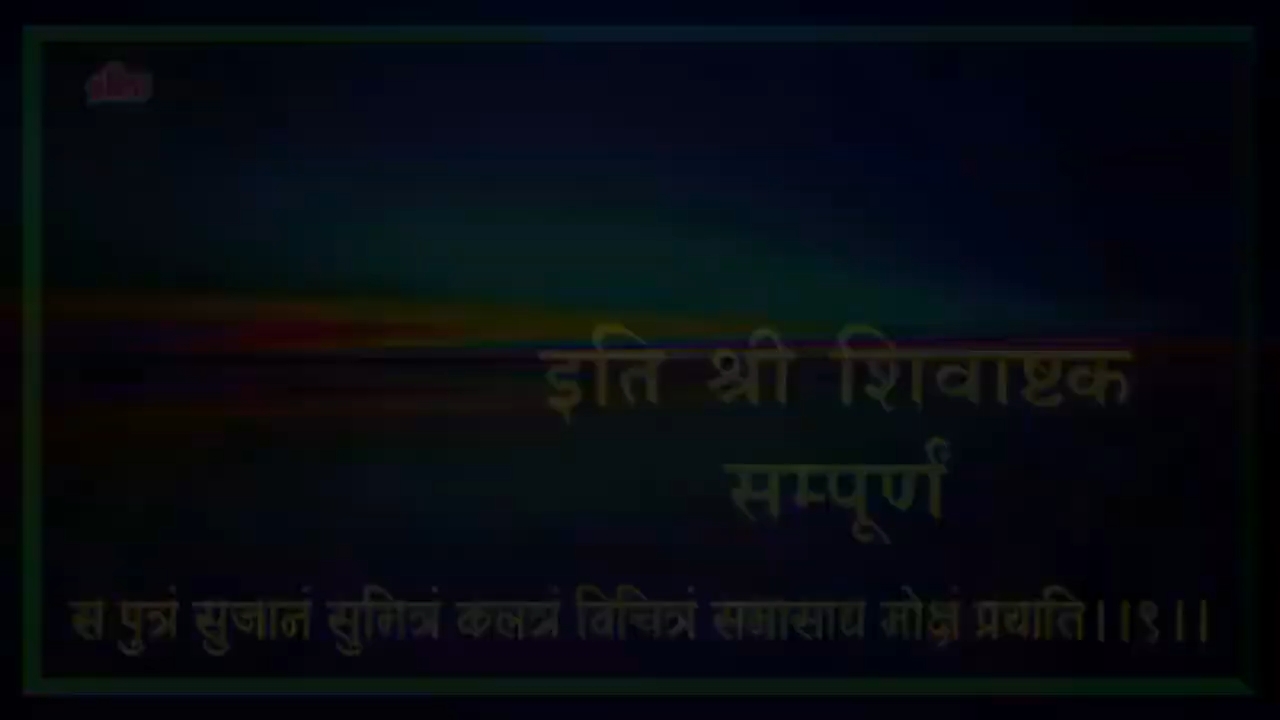 इति श्री शिवाष्टक
सम्पूर्ण
स पुत्रं सुजानं सुमित्रं कलत्रं विचित्रं समासाद्य मोक्षं प्रयाति।।९।।